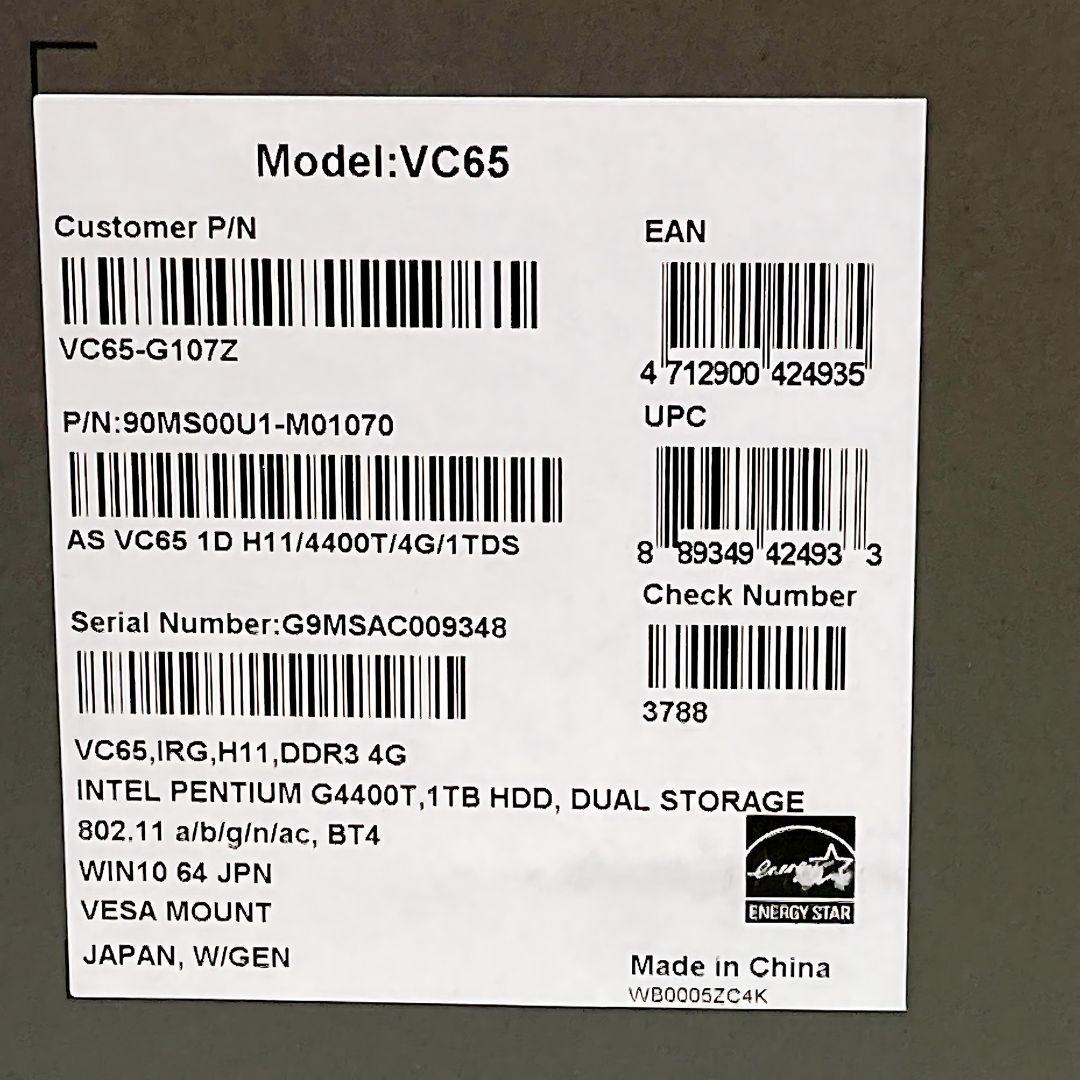 Model:VC65
Customer P/N
VC65-G107Z
P/N:90MS00U1-M01070
AS VC65 1D H11/4400T/4G/1TDS
Serial Number:G9MSAC009348
EAN
4 712900 424935
UPC
8 89349 42493 3
Check Number
3788
VC65,IRG,H11,DDR3 4G
INTEL PENTIUM G4400T,1TB HDD, DUAL STORAGE
802.11 a/b/g/n/ac, BT4
WIN10 64 JPN
VESA MOUNT
JAPAN, W/GEN
energy
ENERGY STAR
Made in China
WB0005ZC4K